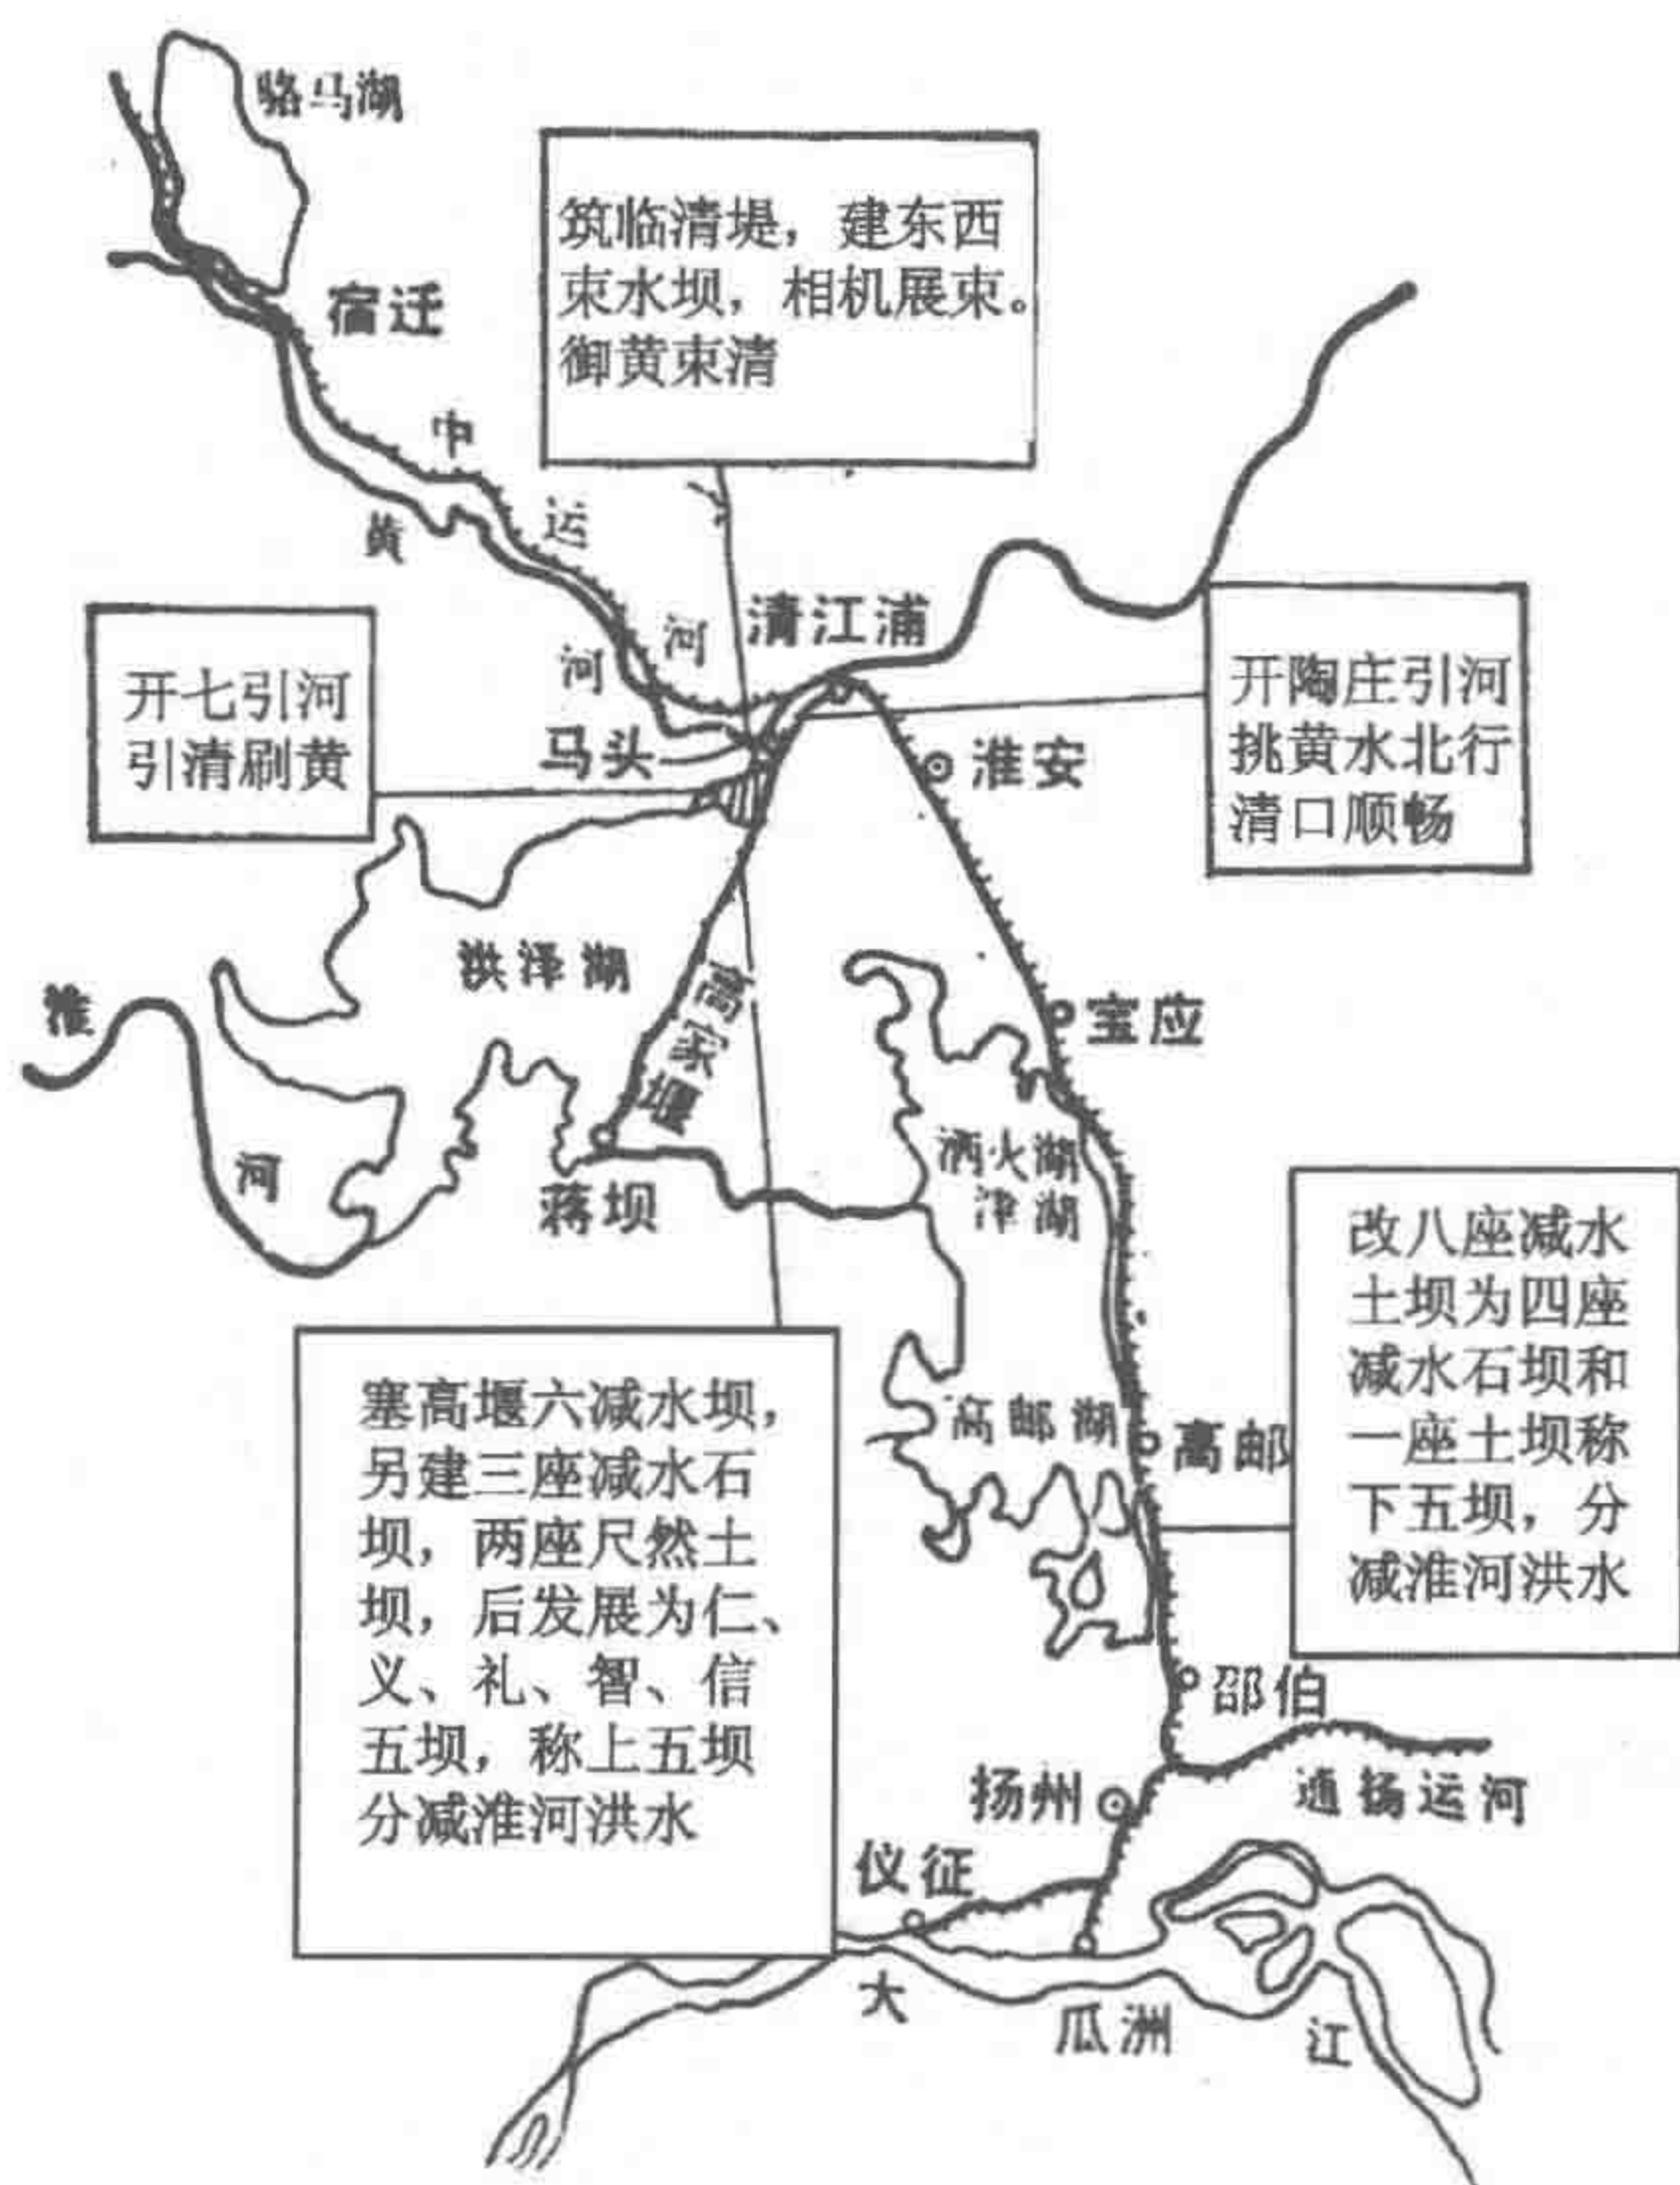 骆马湖
筑临清堤，建东西
束水坝，相机展束。
御黄束清
宿迁
中
运
河
黄
河
清江浦
开七引河
引清刷黄
马头
开陶庄引河
挑黄水北行
清口顺畅
淮安
洪泽湖
高家堰
淮
河
宝应
蒋坝
洒火湖
津湖
改八座减水
土坝为四座
减水石坝和
一座土坝称
下五坝，分
减淮河洪水
塞高堰六减水坝，
另建三座减水石
坝，两座尺然土
坝，后发展为仁、
义、礼、智、信
五坝，称上五坝
分减淮河洪水
高邮湖
高邮
邵伯
通扬运河
扬州
仪征
大
江
瓜洲